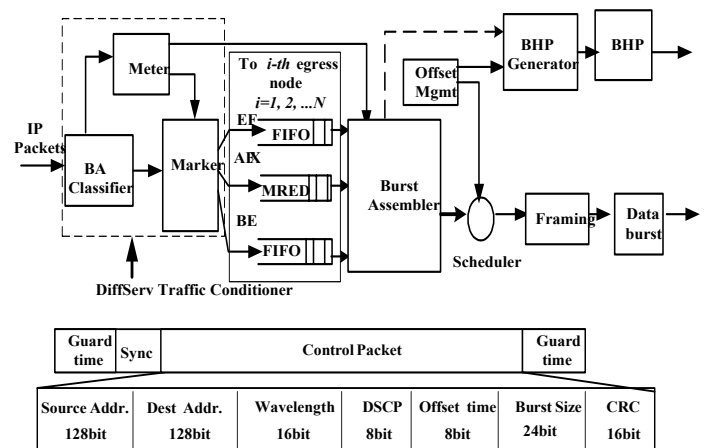 To i-th egress
node
i=1, 2, ...N
Meter
IP
Packets
BA
Classifier
Marker
EF
FIFO
AFX
MRED
BE
FIFO
Burst
Assembler
Offset
Mgmt
BHP
Generator
BHP
Scheduler
Framing
Data
burst
DiffServ Traffic Conditioner
Guard
time
Sync
Control Packet
Guard
time
Source Addr.
128bit
Dest Addr.
128bit
Wavelength
16bit
DSCP
8bit
Offset time
8bit
Burst Size
24bit
CRC
16bit